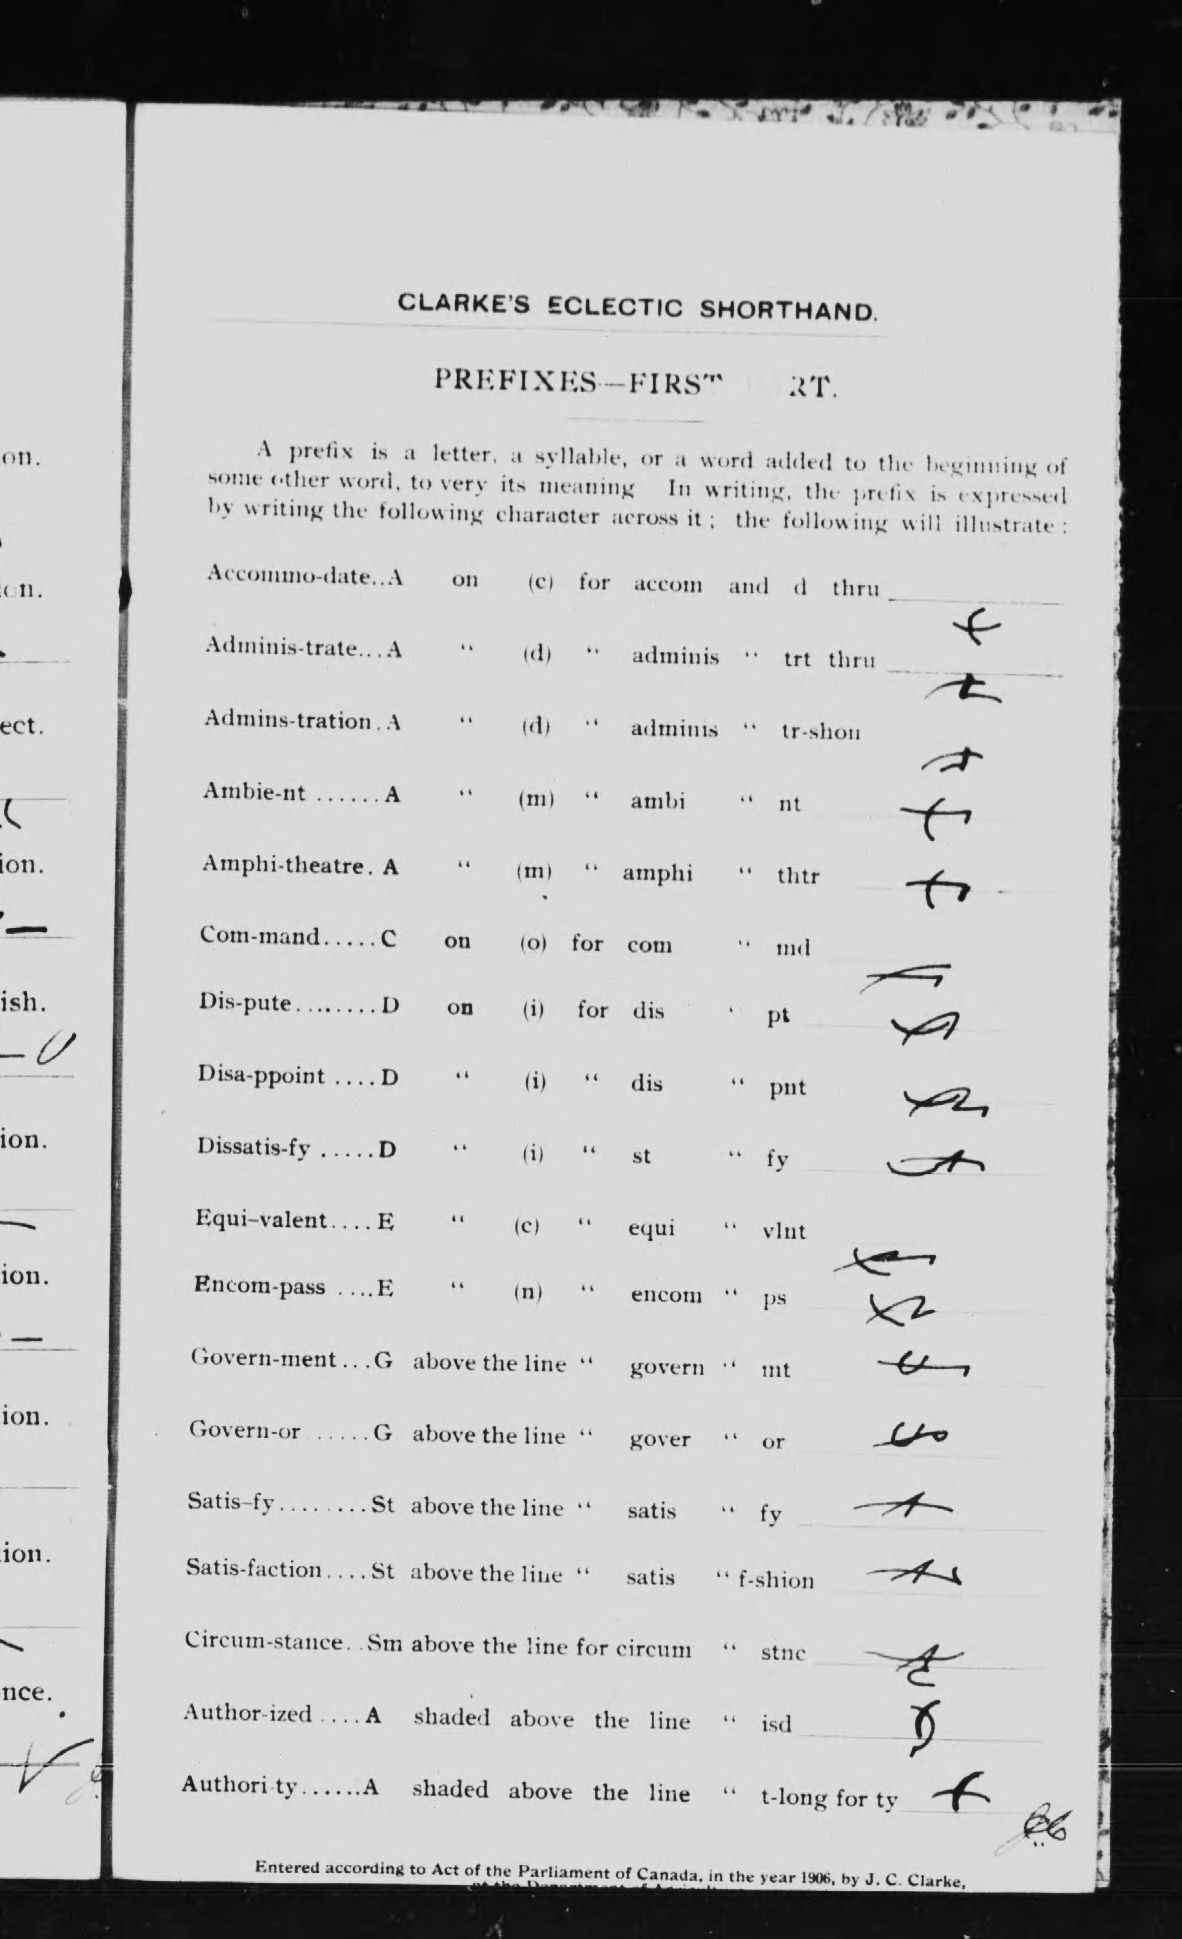 CLARKE'S ECLECTIC SHORTHAND.
PREFIXES—FIRST RT.
A prefix is a letter, a syllable, or a word added to the beginning of
some other word, to very its meaning In writing, the prefix is expressed
by writing the following character across it ; the following will illustrate :
Accommo-date..A on (c) for accom and d thru
Adminis-trate...A " (d) " adminis " trt thru
Admins-tration.A " (d) " adminis " tr-shon
Ambie-nt ......A " (m) " ambi " nt
Amphi-theatre. A " (m) " amphi " thtr
Com-mand.....C on (o) for com " md
Dis-pute........D on (i) for dis " pt
Disa-ppoint ....D " (i) " dis " pnt
Dissatis-fy .....D " (i) " st " fy
Equi-valent....E " (c) " equi " vlnt
Encom-pass ....E " (n) " encom " ps
Govern-ment...G above the line " govern " mt
Govern-or .....G above the line " gover " or
Satis-fy........St above the line " satis " fy
Satis-faction....St above the line " satis " f-shion
Circum-stance..Sm above the line for circum " stnc
Author-ized ....A shaded above the line " isd
Authori-ty......A shaded above the line " t-long for ty
Entered according to Act of the Parliament of Canada, in the year 1906, by J. C. Clarke,
on.
ion.
ect.
ion.
ish.
ion.
ion.
ion.
ion.
nce.